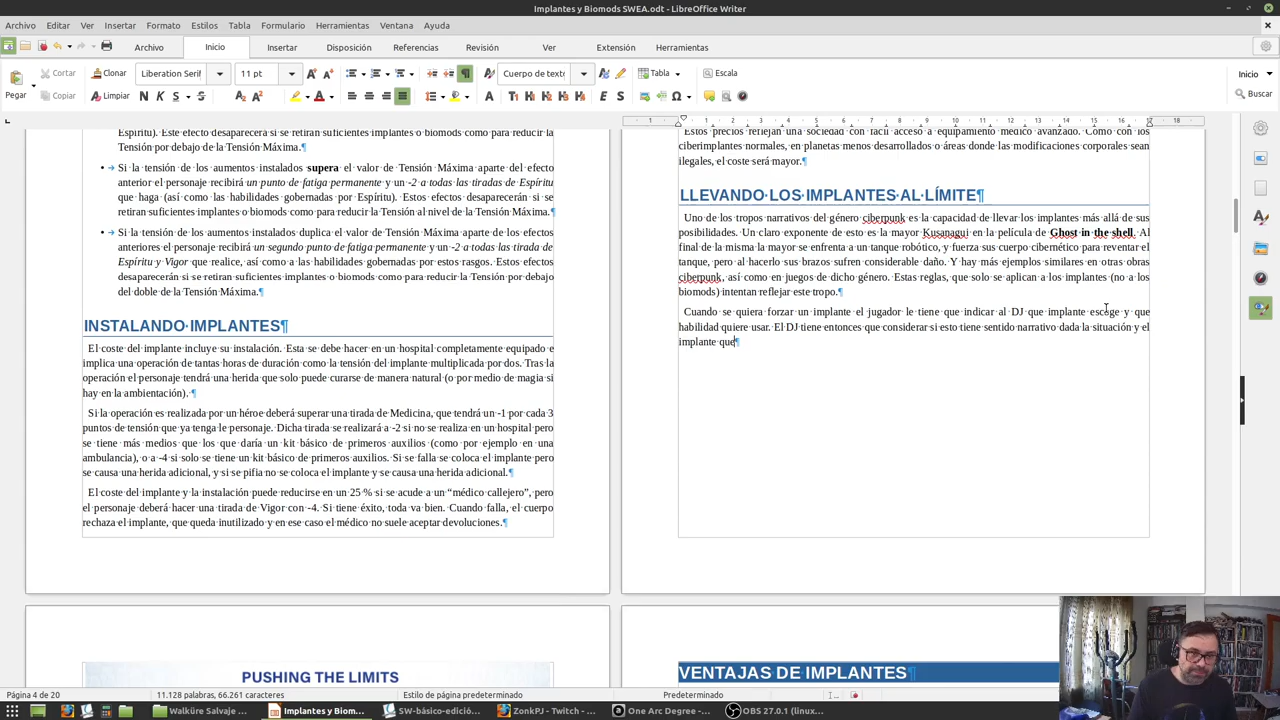 Implantes y Biomods SWEA.odt - LibreOffice Writer
Archivo Editar Ver Insertar Formato Estilos Tabla Formulario Herramientas Ventana Ayuda
Archivo Inicio Insertar Disposición Referencias Revisión Ver Extensión Herramientas
Pegar Cortar Clonar Liberation Serif 11 pt Cuerpo de texto Tabla Escala Inicio
Copiar Limpiar N K S S Buscar
1 1 2 3 4 5 6 7 8 9 10 11 12 13 14 15 16 17 18
Espíritu). Este efecto desaparecerá si se retiran suficientes implantes o biomods como para reducir la
Tensión por debajo de la Tensión Máxima.¶
• Si la tensión de los aumentos instalados supera el valor de Tensión Máxima aparte del efecto
anterior el personaje recibirá un punto de fatiga permanente y un -2 a todas las tiradas de Espíritu
que haga (así como las habilidades gobernadas por Espíritu). Estos efectos desaparecerán si se
retiran suficientes implantes o biomods como para reducir la Tensión al nivel de la Tensión Máxima.¶
• Si la tensión de los aumentos instalados duplica el valor de Tensión Máxima aparte de los efectos
anteriores el personaje recibirá un segundo punto de fatiga permanente y un -2 a todas las tirada de
Espíritu y Vigor que realice, así como a las habilidades gobernadas por estos rasgos. Estos efectos
desaparecerán si se retiran suficientes implantes o biomods como para reducir la Tensión por debajo
del doble de la Tensión Máxima.¶
INSTALANDO IMPLANTES¶
El coste del implante incluye su instalación. Esta se debe hacer en un hospital completamente equipado e
implica una operación de tantas horas de duración como la tensión del implante multiplicada por dos. Tras la
operación el personaje tendrá una herida que solo puede curarse de manera natural (o por medio de magia si
hay en la ambientación). ¶
Si la operación es realizada por un héroe deberá superar una tirada de Medicina, que tendrá un -1 por cada 3
puntos de tensión que ya tenga le personaje. Dicha tirada se realizará a -2 si no se realiza en un hospital pero
se tiene más medios que los que daría un kit básico de primeros auxilios (como por ejemplo en una
ambulancia), o a -4 si solo se tiene un kit básico de primeros auxilios. Si se falla se coloca el implante pero
se causa una herida adicional, y si se pifia no se coloca el implante y se causa una herida adicional.¶
El coste del implante y la instalación puede reducirse en un 25 % si se acude a un “médico callejero”, pero
el personaje deberá hacer una tirada de Vigor con -4. Si tiene éxito, toda va bien. Cuando falla, el cuerpo
rechaza el implante, que queda inutilizado y en ese caso el médico no suele aceptar devoluciones.¶
Estos precios reflejan una sociedad con fácil acceso a equipamiento médico avanzado. Como con los
ciberimplantes normales, en planetas menos desarrollados o áreas donde las modificaciones corporales sean
ilegales, el coste será mayor.¶
LLEVANDO LOS IMPLANTES AL LÍMITE¶
Uno de los tropos narrativos del género ciberpunk es la capacidad de llevar los implantes más allá de sus
posibilidades. Un claro exponente de esto es la mayor Kusanagui en la película de Ghost in the shell. Al
final de la misma la mayor se enfrenta a un tanque robótico, y fuerza sus cuerpo cibernético para reventar el
tanque, pero al hacerlo sus brazos sufren considerable daño. Y hay más ejemplos similares en otras obras
ciberpunk, así como en juegos de dicho género. Estas reglas, que solo se aplican a los implantes (no a los
biomods) intentan reflejar este tropo.¶
Cuando se quiera forzar un implante el jugador le tiene que indicar al DJ que implante escoge y que
habilidad quiere usar. El DJ tiene entonces que considerar si esto tiene sentido narrativo dada la situación y el
implante que¶
PUSHING THE LIMITS
VENTAJAS DE IMPLANTES¶
Página 4 de 20 11.128 palabras, 66.261 caracteres Estilo de página predeterminado Predeterminado
Walküre Salvaje Implantes y Biom... SW-básico-edició... ZonkPJ - Twitch - ... One Arc Degree -... OBS 27.0.1 (linux...